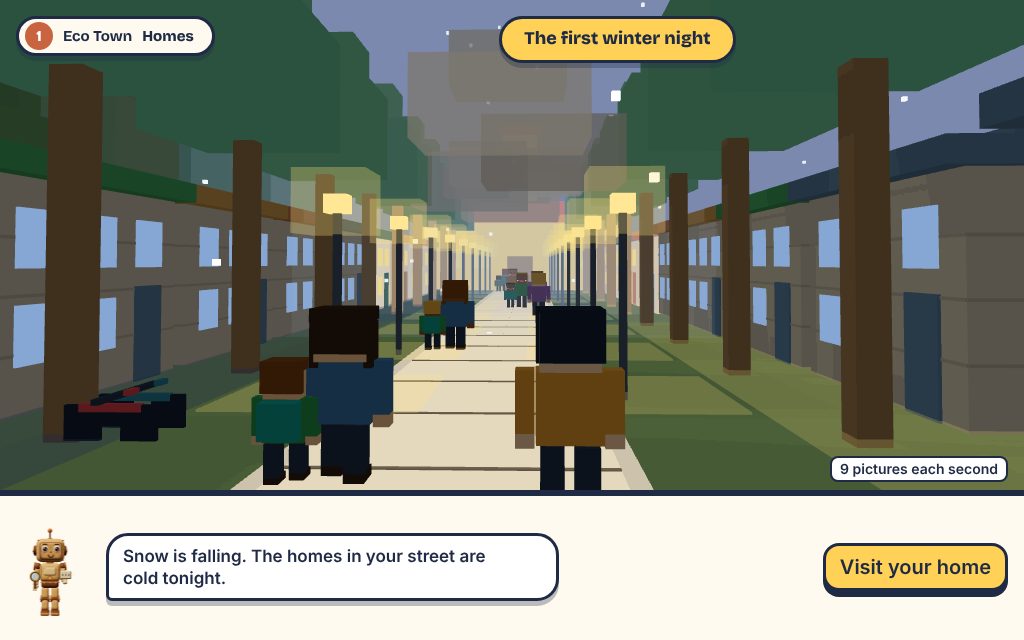 1 Eco Town Homes
The first winter night
9 pictures each second
Snow is falling. The homes in your street are
cold tonight.
Visit your home